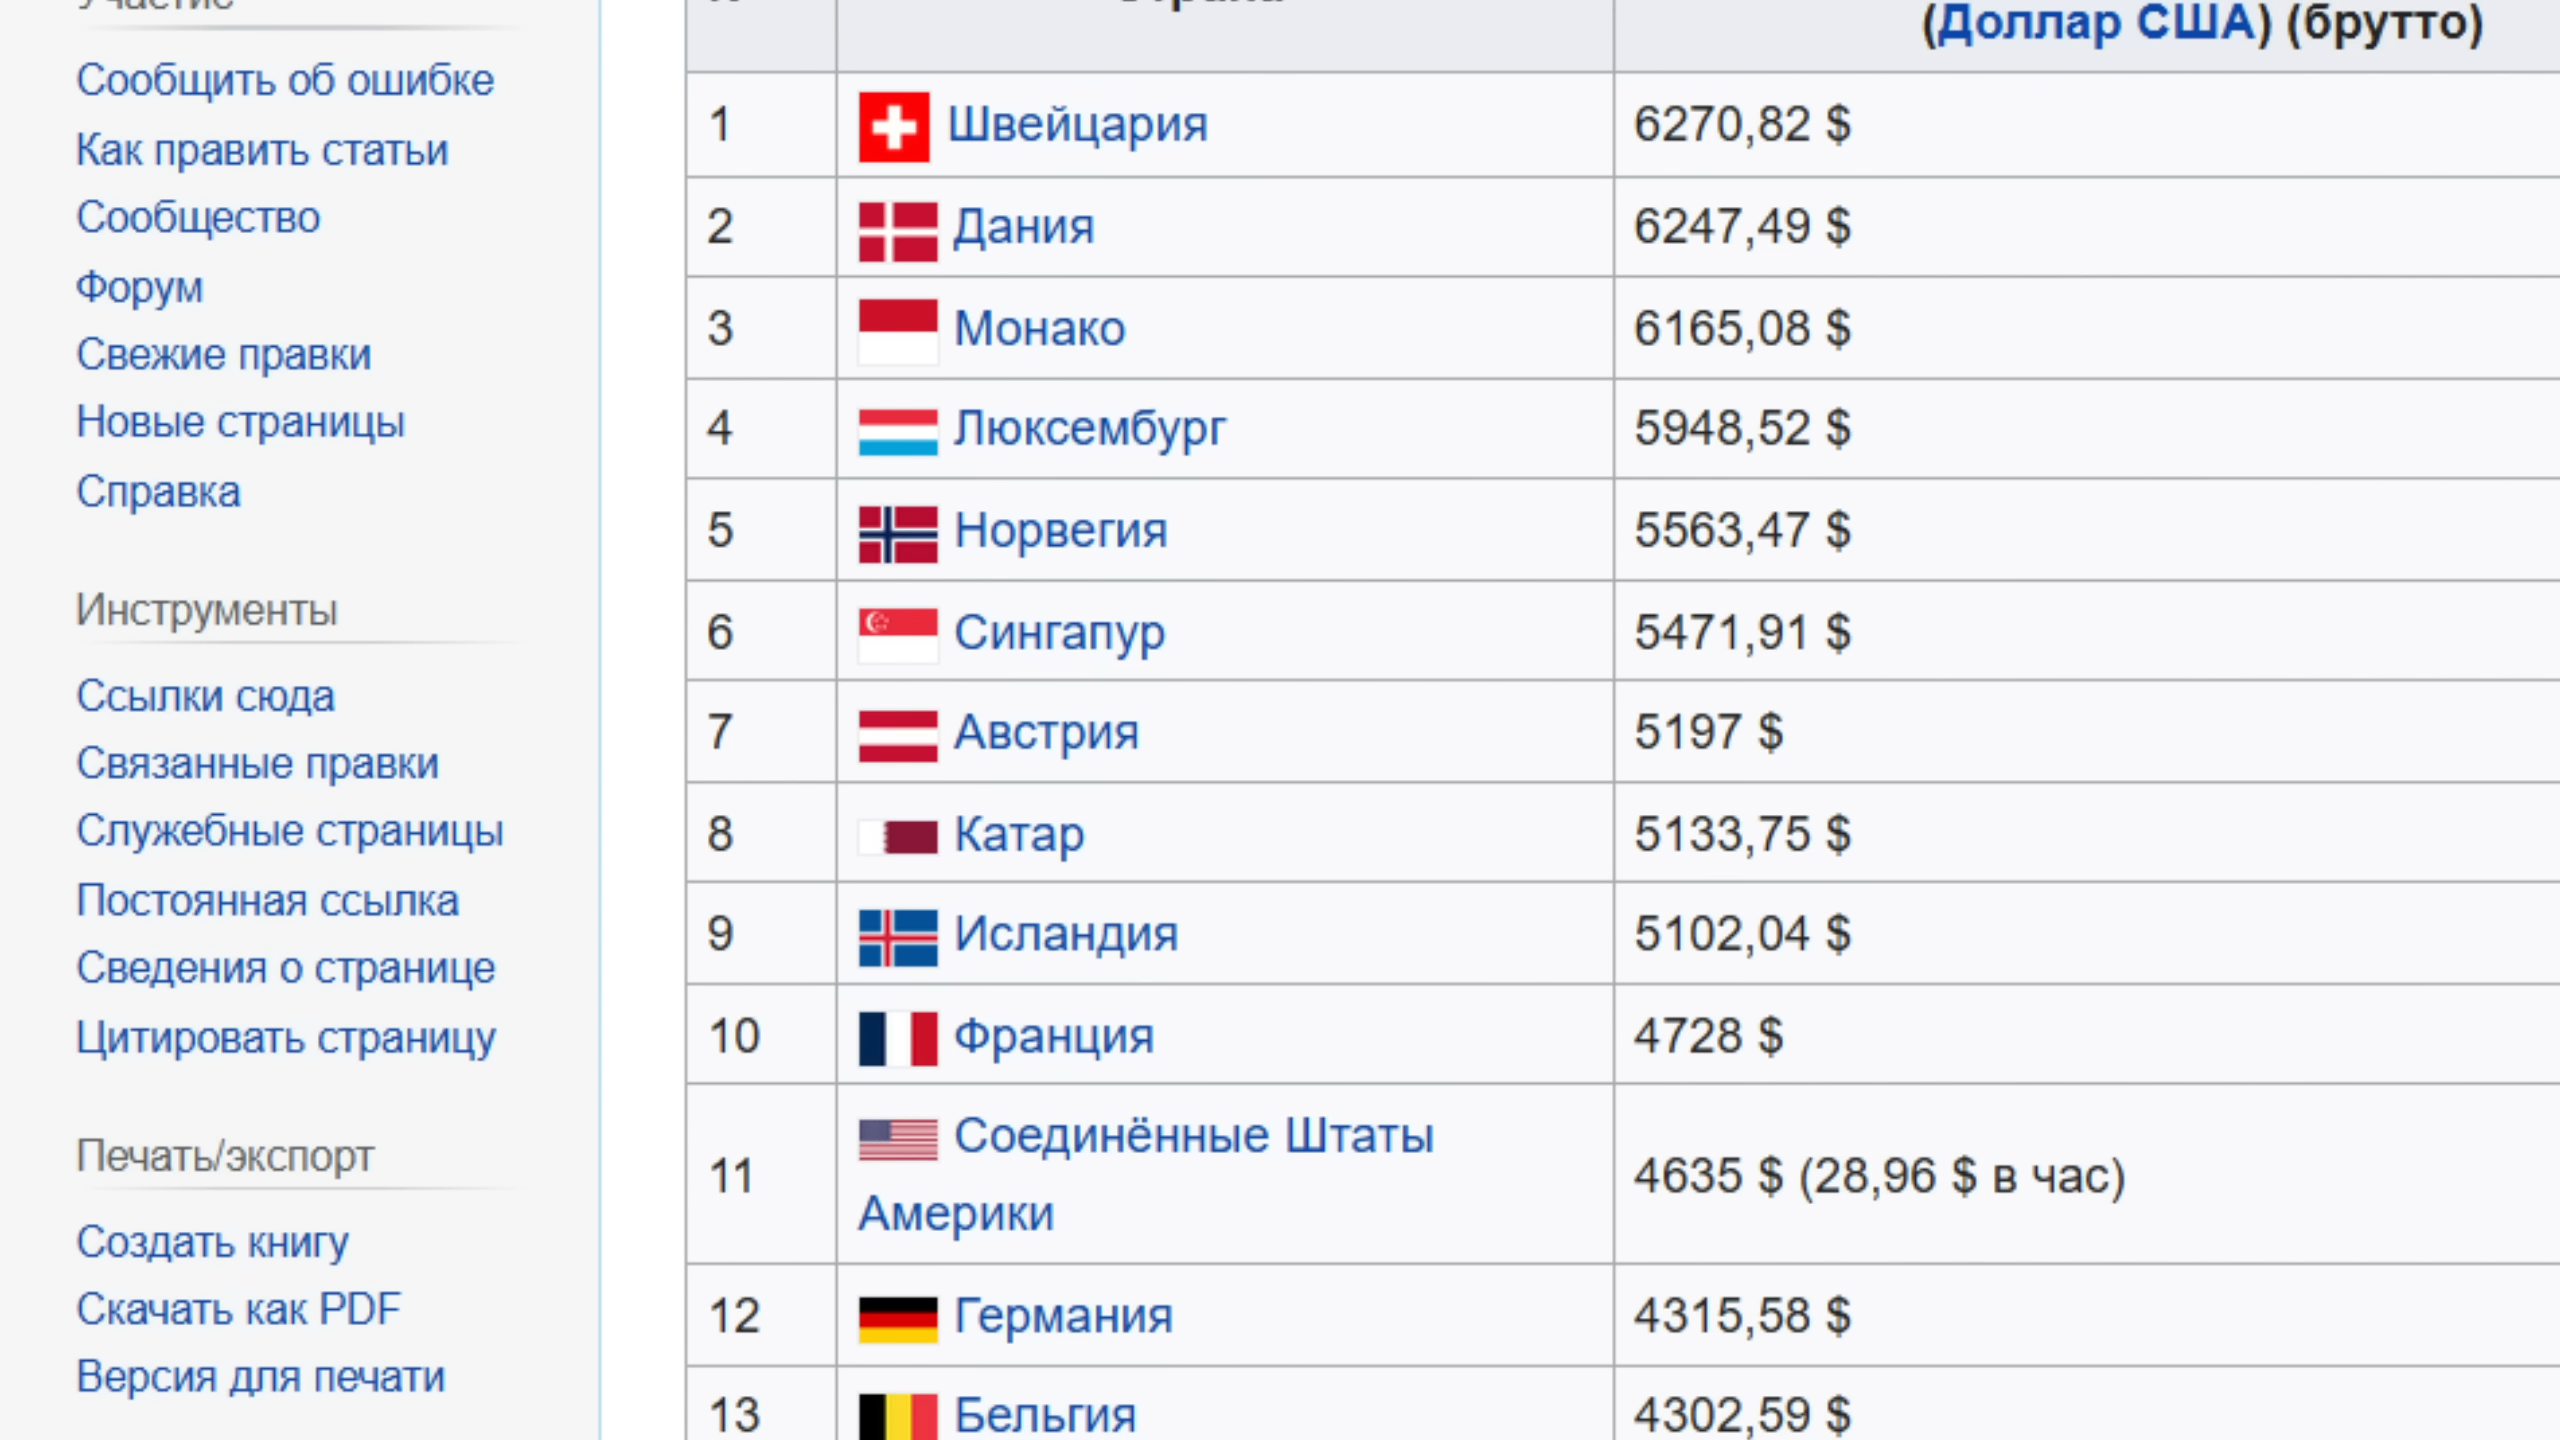 Участие
Сообщить об ошибке
Как править статьи
Сообщество
Форум
Свежие правки
Новые страницы
Справка
Инструменты
Ссылки сюда
Связанные правки
Служебные страницы
Постоянная ссылка
Сведения о странице
Цитировать страницу
Печать/экспорт
Создать книгу
Скачать как PDF
Версия для печати
Страна
(Доллар США) (брутто)
1 Швейцария 6270,82 $
2 Дания 6247,49 $
3 Монако 6165,08 $
4 Люксембург 5948,52 $
5 Норвегия 5563,47 $
6 Сингапур 5471,91 $
7 Австрия 5197 $
8 Катар 5133,75 $
9 Исландия 5102,04 $
10 Франция 4728 $
11 Соединённые Штаты
Америки 4635 $ (28,96 $ в час)
12 Германия 4315,58 $
13 Бельгия 4302,59 $